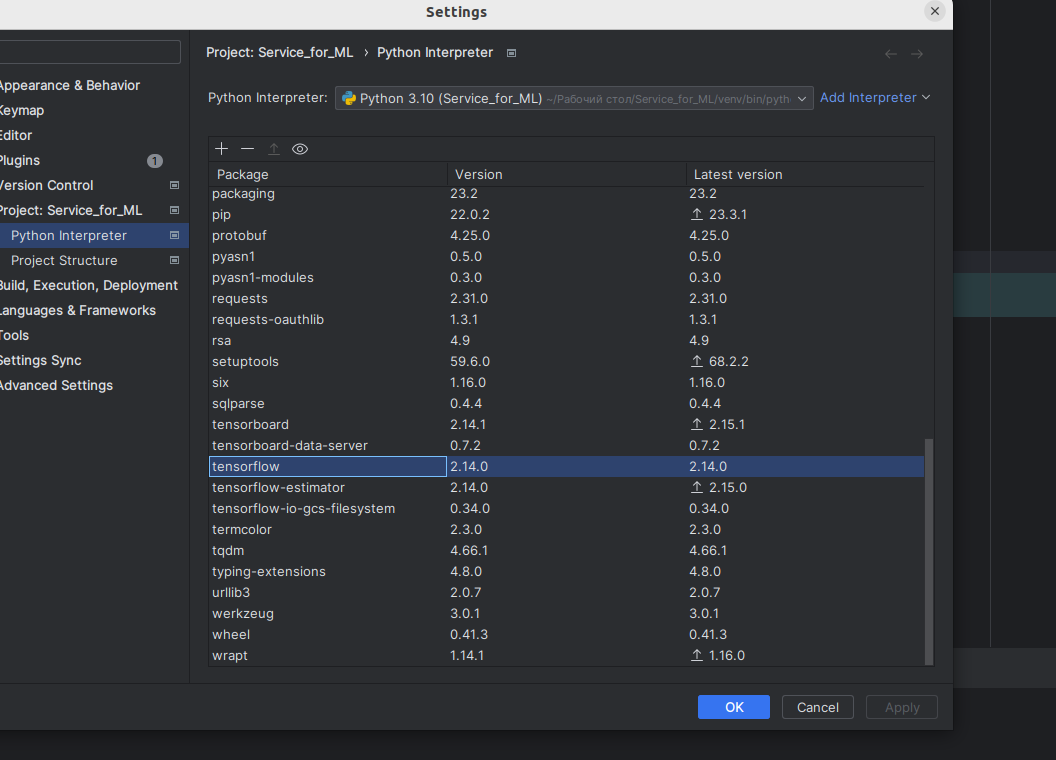 Settings
Project: Service_for_ML › Python Interpreter
Appearance & Behavior
Keymap
Editor
Plugins 1
Version Control
Project: Service_for_ML
Python Interpreter
Project Structure
Build, Execution, Deployment
Languages & Frameworks
Tools
Settings Sync
Advanced Settings
Python Interpreter: Python 3.10 (Service_for_ML) ~/Рабочий стол/Service_for_ML/venv/bin/pyth Add Interpreter
Package Version Latest version
packaging 23.2 23.2
pip 22.0.2 23.3.1
protobuf 4.25.0 4.25.0
pyasn1 0.5.0 0.5.0
pyasn1-modules 0.3.0 0.3.0
requests 2.31.0 2.31.0
requests-oauthlib 1.3.1 1.3.1
rsa 4.9 4.9
setuptools 59.6.0 68.2.2
six 1.16.0 1.16.0
sqlparse 0.4.4 0.4.4
tensorboard 2.14.1 2.15.1
tensorboard-data-server 0.7.2 0.7.2
tensorflow 2.14.0 2.14.0
tensorflow-estimator 2.14.0 2.15.0
tensorflow-io-gcs-filesystem 0.34.0 0.34.0
termcolor 2.3.0 2.3.0
tqdm 4.66.1 4.66.1
typing-extensions 4.8.0 4.8.0
urllib3 2.0.7 2.0.7
werkzeug 3.0.1 3.0.1
wheel 0.41.3 0.41.3
wrapt 1.14.1 1.16.0
OK Cancel Apply